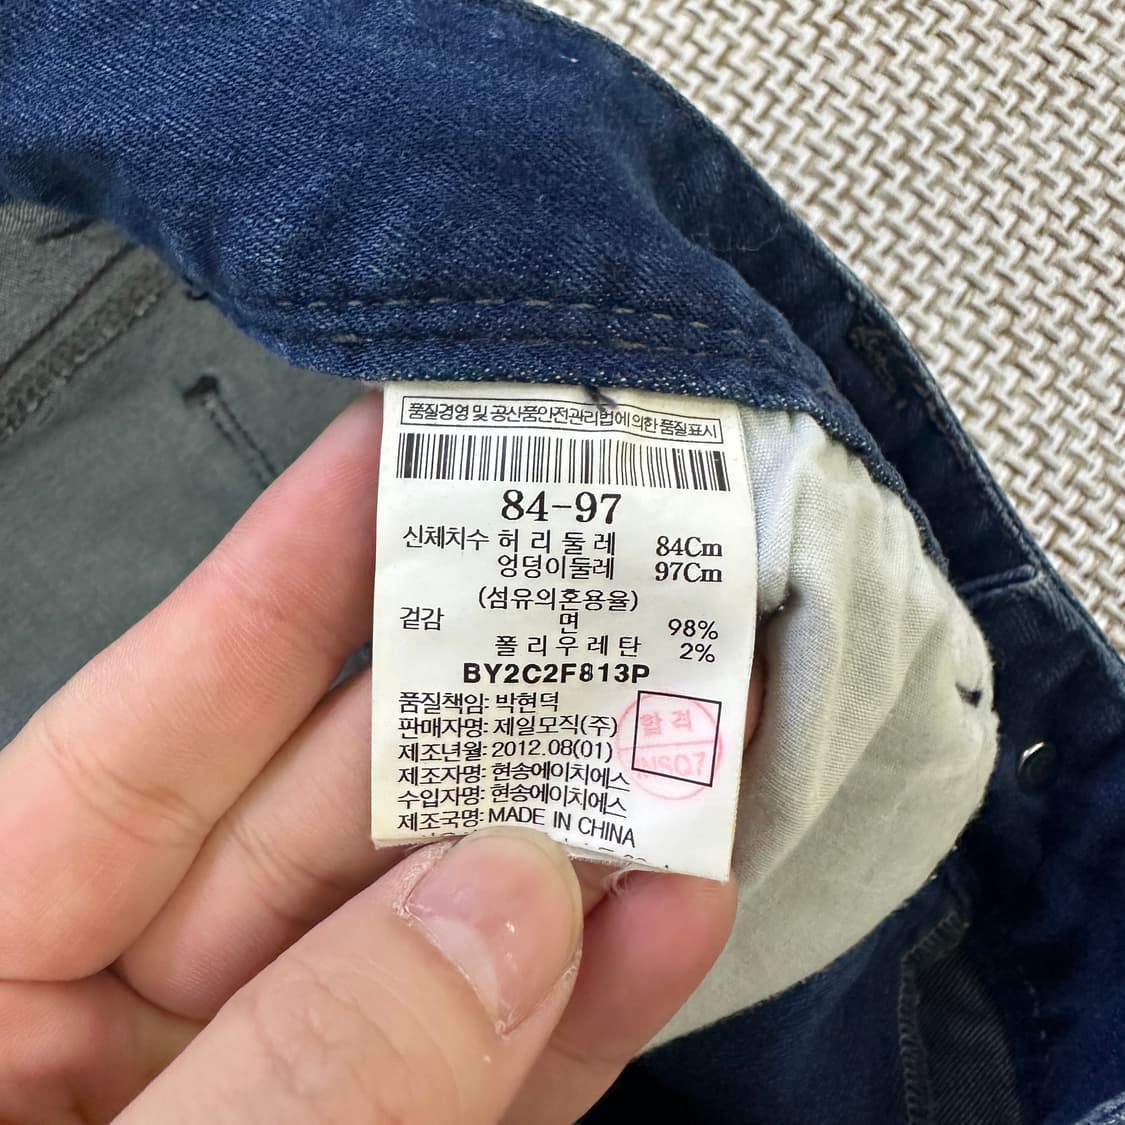 품질경영 및 공산품안전관리법에 의한 품질표시
84-97
신체치수 허리둘레 84Cm
엉덩이둘레 97Cm
(섬유의혼용율)
겉감 면 98%
폴리우레탄 2%
BY2C2F813P
품질책임: 박현덕
판매자명: 제일모직(주)
제조년월: 2012.08(01)
제조자명: 현송에이치에스
수입자명: 현송에이치에스
제조국명: MADE IN CHINA
합격
INS07